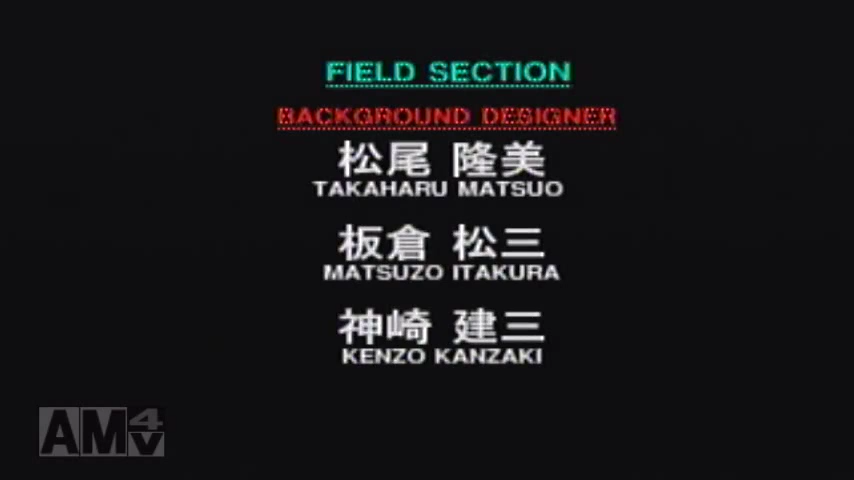 FIELD SECTION
BACKGROUND DESIGNER
松尾 隆美
TAKAHARU MATSUO
板倉 松三
MATSUZO ITAKURA
神崎 建三
KENZO KANZAKI
AM4V